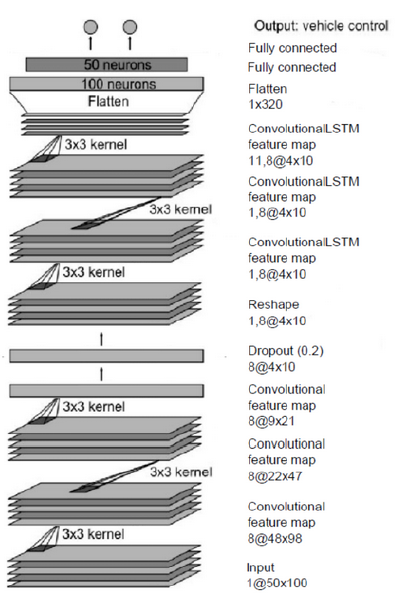 Output: vehicle control
Fully connected
50 neurons
Fully connected
100 neurons
Flatten
Flatten
1x320
3x3 kernel
ConvolutionalLSTM
feature map
11,8@4x10
3x3 kernel
ConvolutionalLSTM
feature map
1,8@4x10
3x3 kernel
ConvolutionalLSTM
feature map
1,8@4x10
Reshape
1,8@4x10
Dropout (0.2)
8@4x10
3x3 kernel
Convolutional
feature map
8@9x21
3x3 kernel
Convolutional
feature map
8@22x47
3x3 kernel
Convolutional
feature map
8@48x98
Input
1@50x100